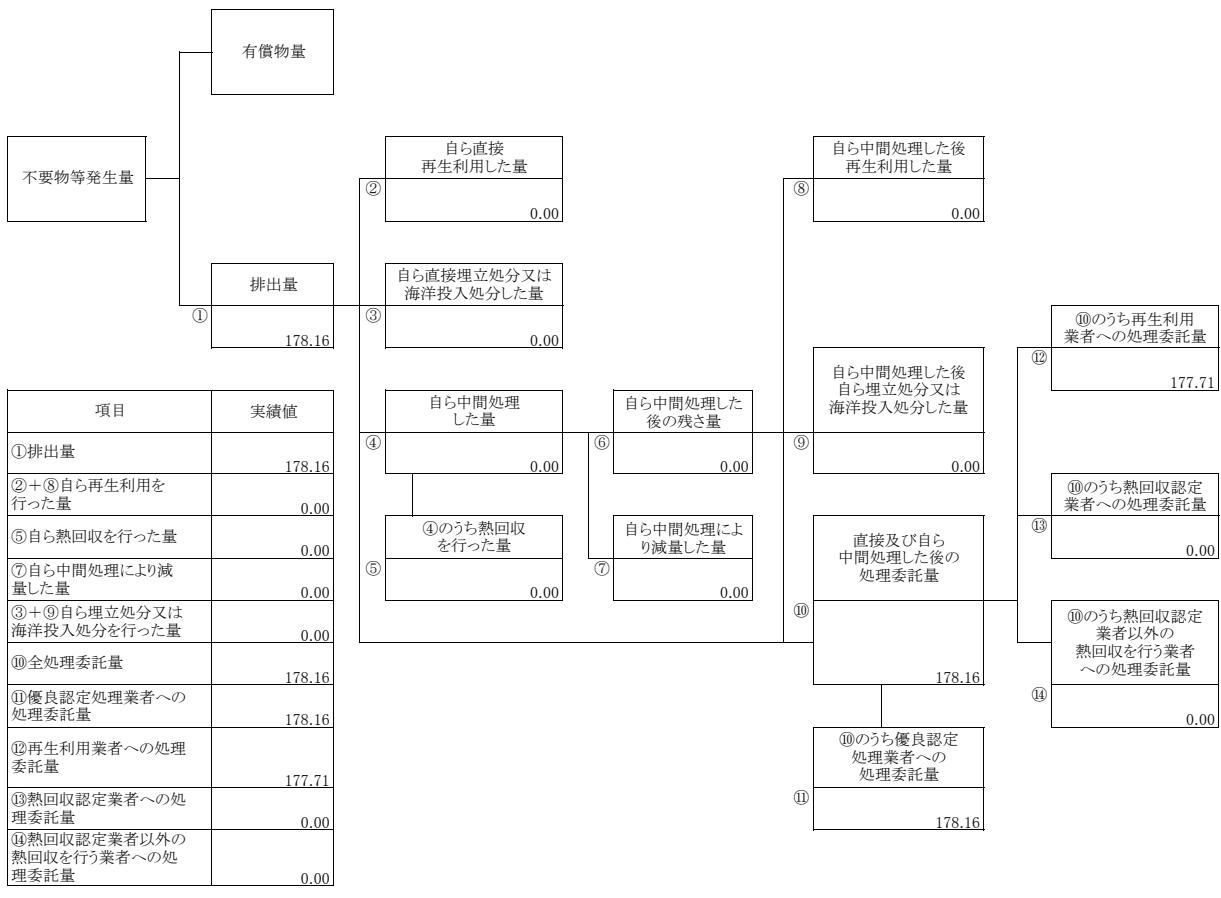 有償物量
不要物等発生量
排出量
①
178.16
自ら直接
再生利用した量
②
0.00
自ら直接埋立処分又は
海洋投入処分した量
③
0.00
自ら中間処理
した量
④
0.00
④のうち熱回収
を行った量
⑤
0.00
自ら中間処理した
後の残さ量
⑥
0.00
自ら中間処理によ
り減量した量
⑦
0.00
自ら中間処理した後
再生利用した量
⑧
0.00
自ら中間処理した後
自ら埋立処分又は
海洋投入処分した量
⑨
0.00
直接及び自ら
中間処理した後の
処理委託量
⑩
178.16
⑩のうち優良認定
処理業者への
処理委託量
⑪
178.16
⑩のうち再生利用
業者への処理委託量
⑫
177.71
⑩のうち熱回収認定
業者への処理委託量
⑬
0.00
⑩のうち熱回収認定
業者以外の
熱回収を行う業者
への処理委託量
⑭
0.00
項目 実績値
①排出量
178.16
②＋⑧自ら再生利用を
行った量
0.00
⑤自ら熱回収を行った量
0.00
⑦自ら中間処理により減
量した量
0.00
③＋⑨自ら埋立処分又は
海洋投入処分を行った量
0.00
⑩全処理委託量
178.16
⑪優良認定処理業者への
処理委託量
178.16
⑫再生利用業者への処理
委託量
177.71
⑬熱回収認定業者への処
理委託量
0.00
⑭熱回収認定業者以外の
熱回収を行う業者への処
理委託量
0.00